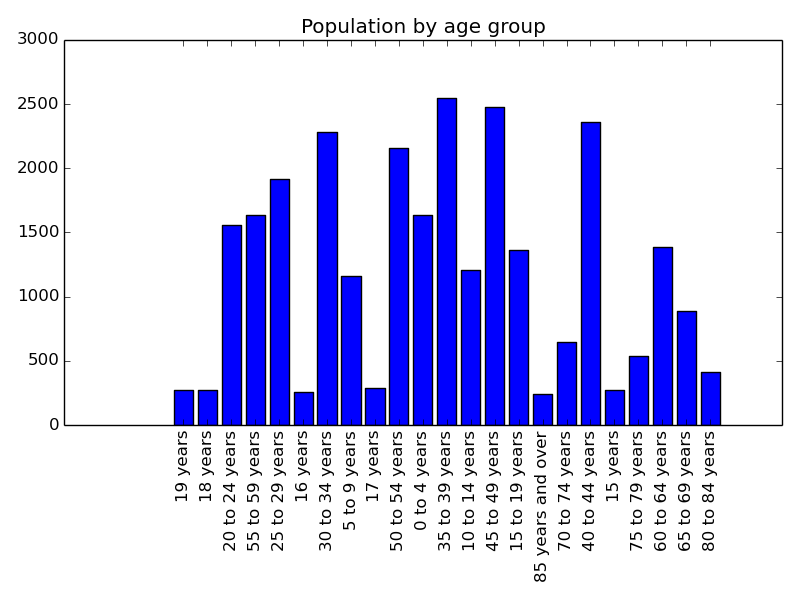 Population by age group
3000
2500
2000
1500
1000
500
0
19 years
18 years
20 to 24 years
55 to 59 years
25 to 29 years
16 years
30 to 34 years
5 to 9 years
17 years
50 to 54 years
0 to 4 years
35 to 39 years
10 to 14 years
45 to 49 years
15 to 19 years
85 years and over
70 to 74 years
40 to 44 years
15 years
75 to 79 years
60 to 64 years
65 to 69 years
80 to 84 years